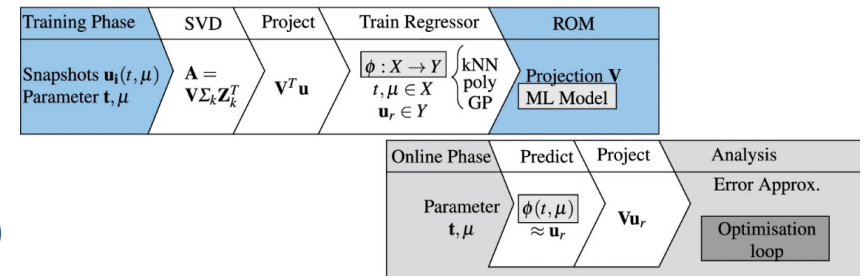 Training Phase
SVD
Project
Train Regressor
ROM
Snapshots u_i(t, μ)
Parameter t, μ
A =
VΣ_kZ_k^T
V^T u
ϕ : X → Y
t, μ ∈ X
u_r ∈ Y
kNN
poly
GP
Projection V
ML Model
Online Phase
Predict
Project
Analysis
Parameter
t, μ
ϕ(t, μ)
≈ u_r
Vu_r
Error Approx.
Optimisation
loop